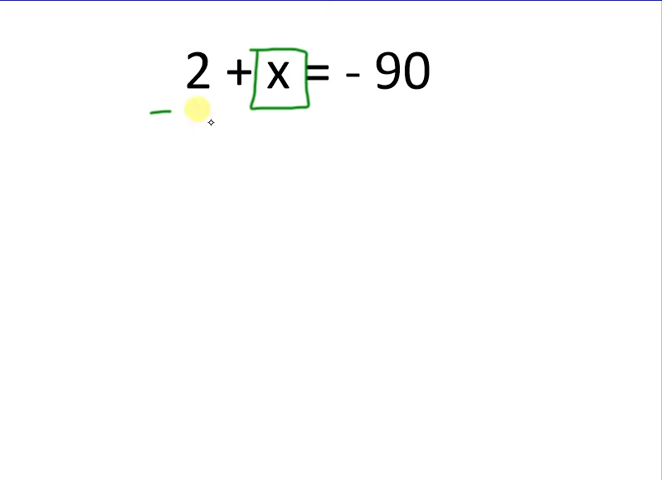 2 + x = - 90
−